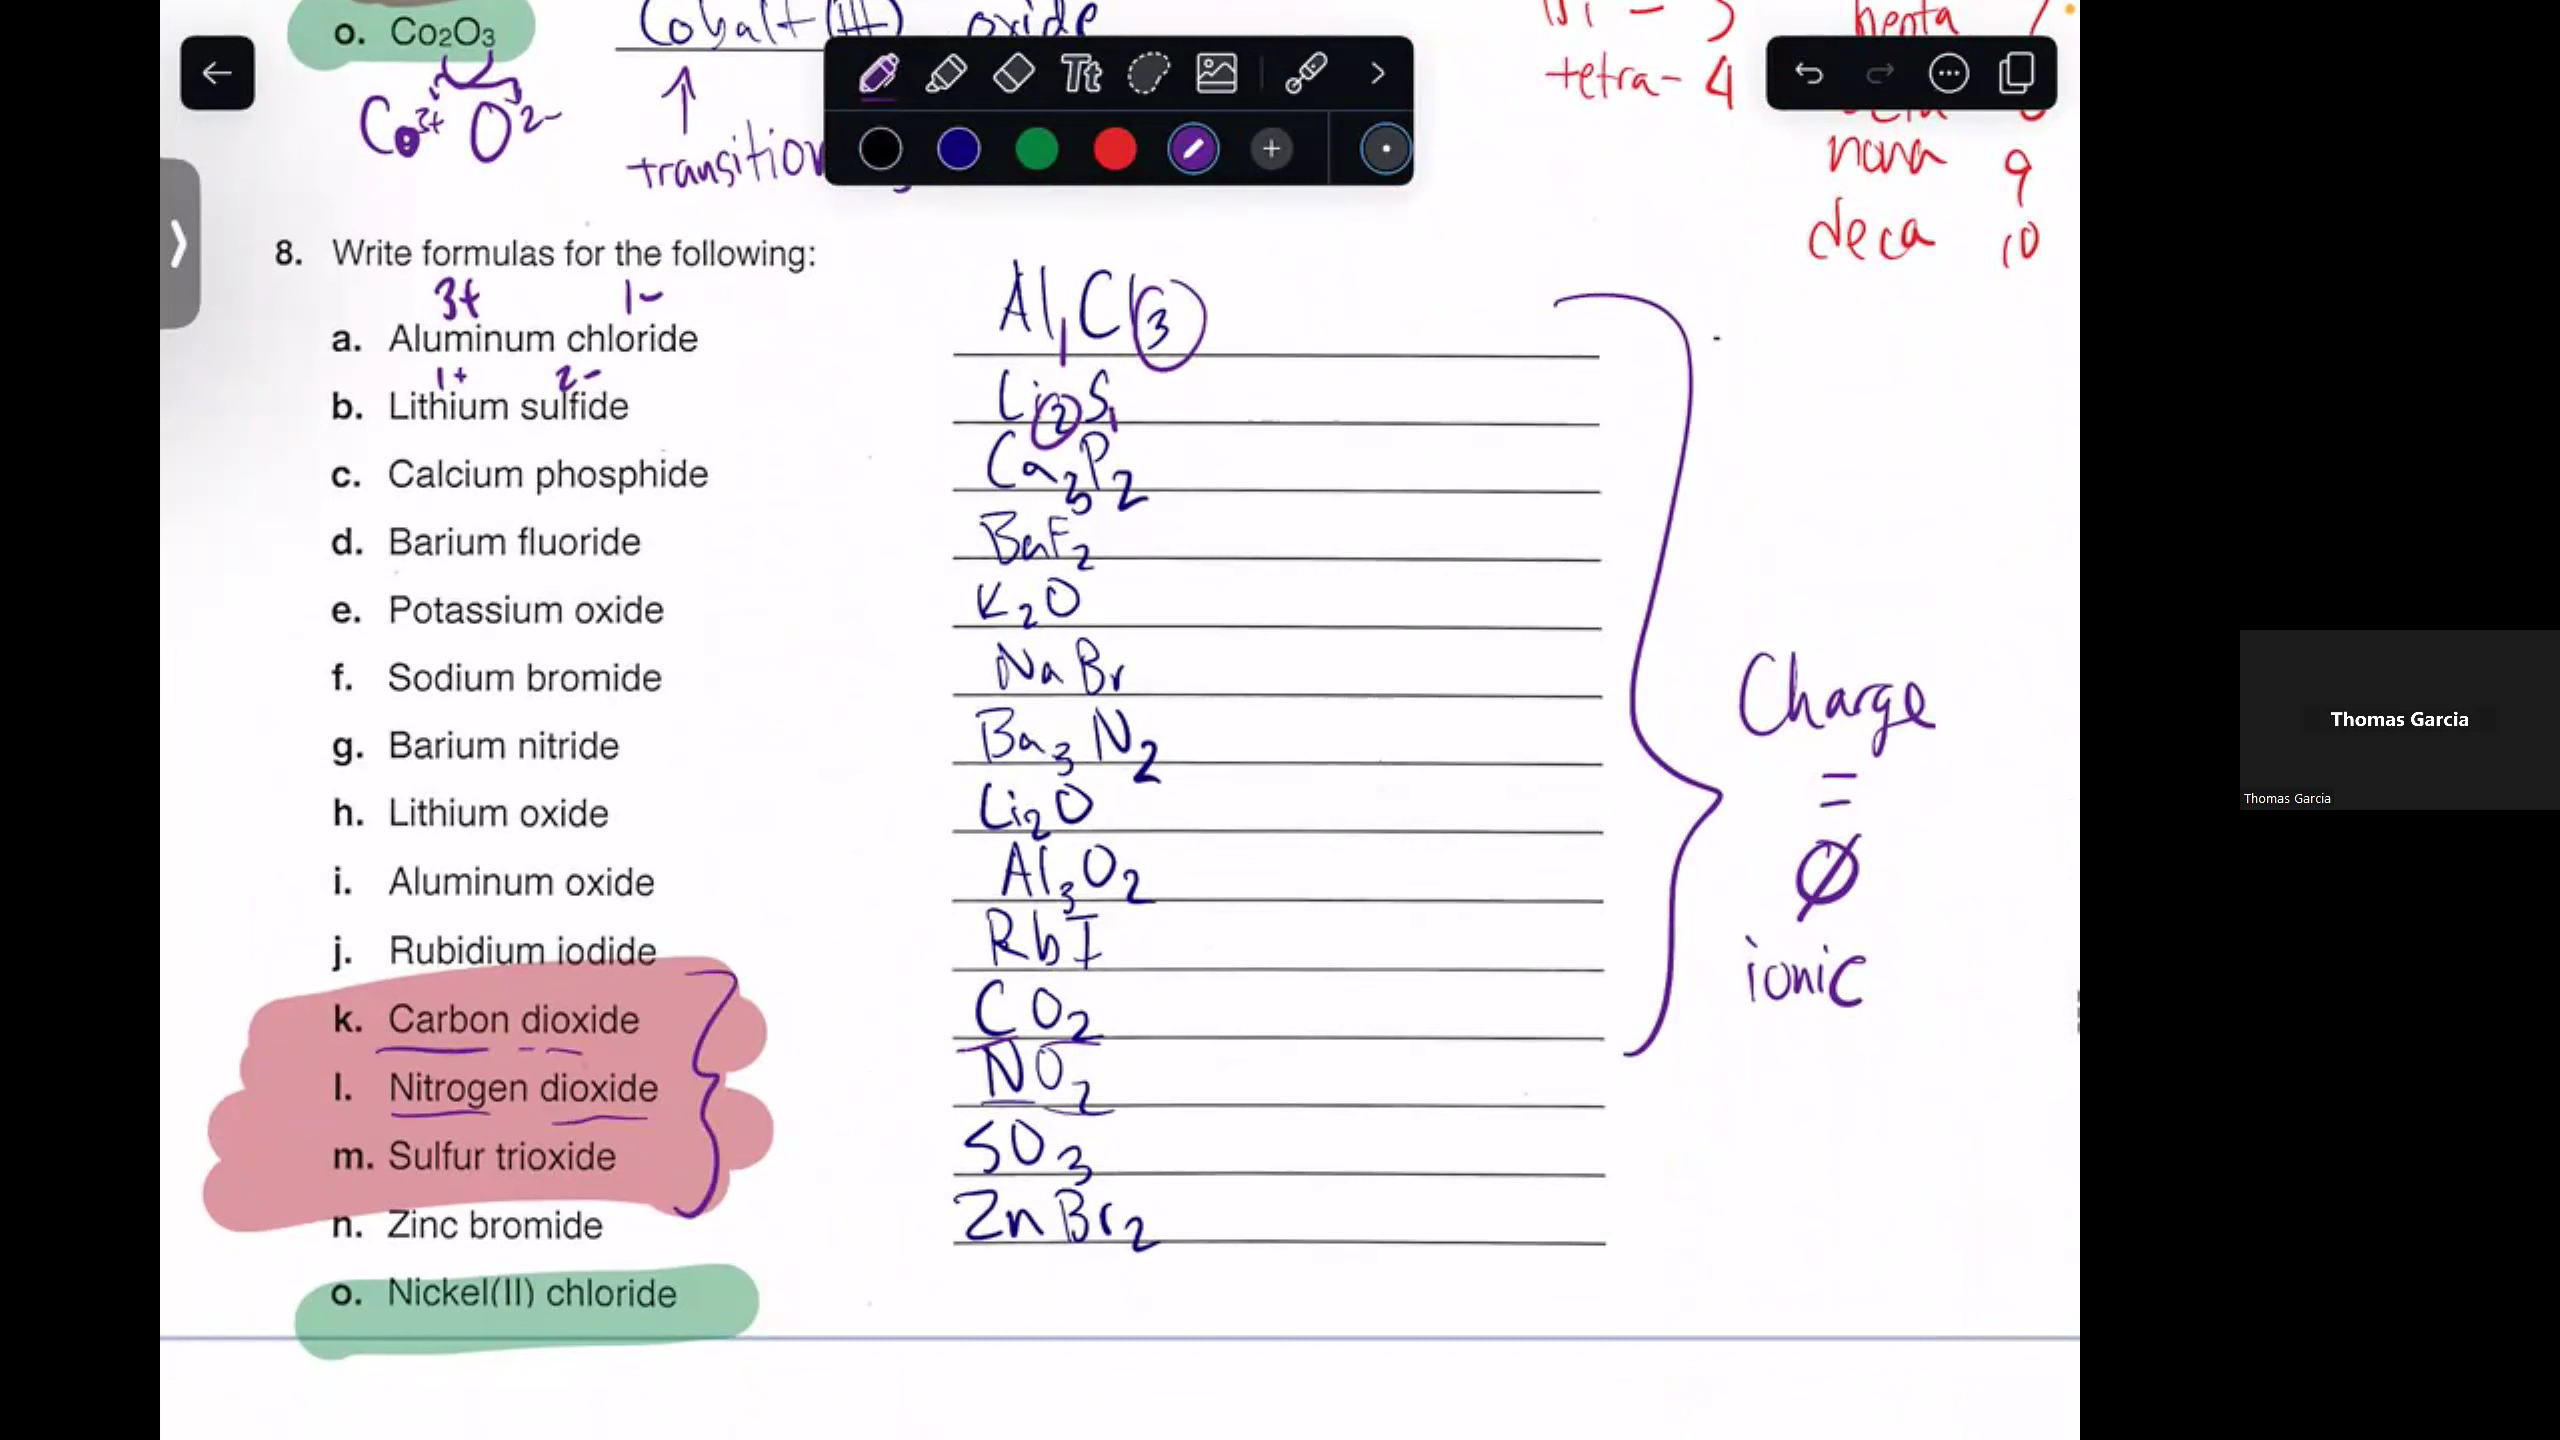 o. Co2O3 Cobalt(III) oxide
tetra- 4
Co3+ O2-
transition
nona 9
deca 10
8. Write formulas for the following:
3+ 1-
a. Aluminum chloride Al1Cl3
1+ 2-
b. Lithium sulfide Li2S1
c. Calcium phosphide Ca3P2
d. Barium fluoride BaF2
e. Potassium oxide K2O
f. Sodium bromide NaBr
g. Barium nitride Ba3N2
h. Lithium oxide Li2O
i. Aluminum oxide Al3O2
j. Rubidium iodide RbI
k. Carbon dioxide CO2
l. Nitrogen dioxide NO2
m. Sulfur trioxide SO3
n. Zinc bromide ZnBr2
o. Nickel(II) chloride
Charge
=
Ø
ionic
Tt
Thomas Garcia
Thomas Garcia